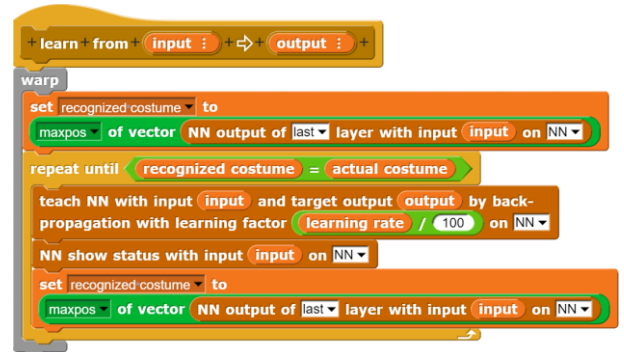 + learn + from + input ⋮ + ➪ + output ⋮ +
warp
set recognized costume to
maxpos of vector NN output of last layer with input input on NN
repeat until recognized costume = actual costume
teach NN with input input and target output output by back-
propagation with learning factor learning rate / 100 on NN
NN show status with input input on NN
set recognized costume to
maxpos of vector NN output of last layer with input input on NN